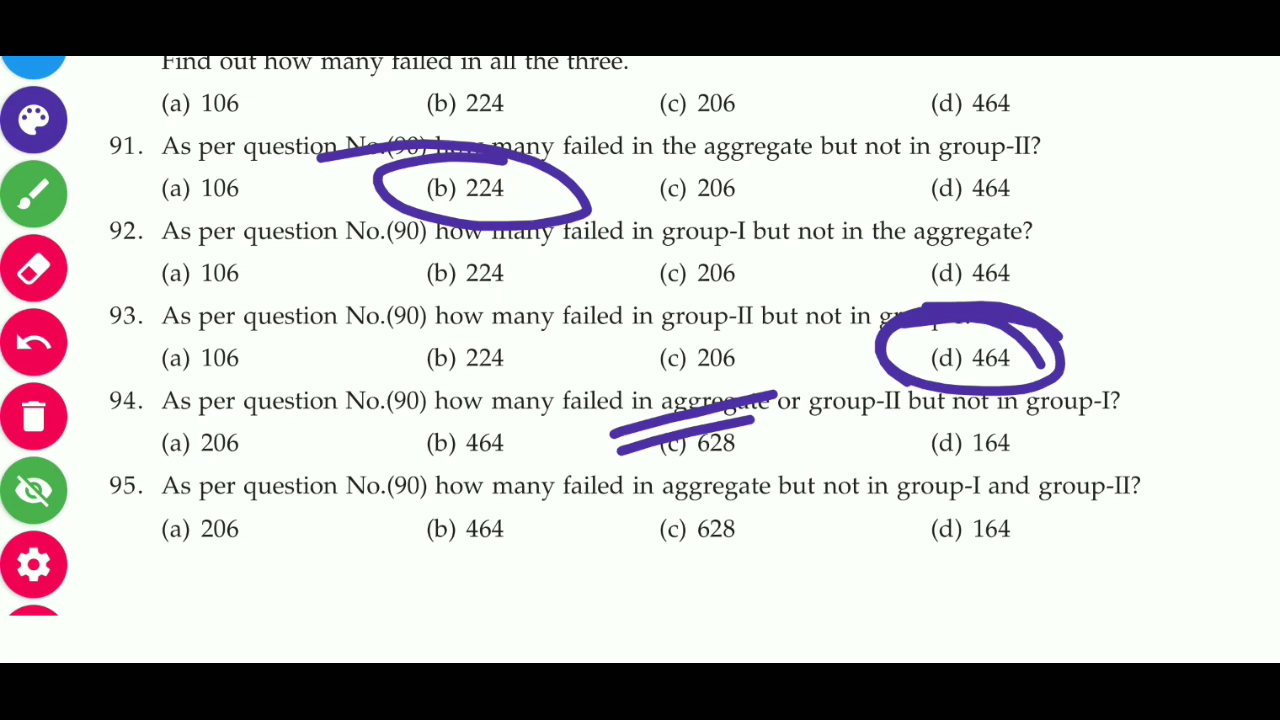 Find out how many failed in all the three.
(a) 106 (b) 224 (c) 206 (d) 464
91. As per question No.(90) how many failed in the aggregate but not in group-II?
(a) 106 (b) 224 (c) 206 (d) 464
92. As per question No.(90) how many failed in group-I but not in the aggregate?
(a) 106 (b) 224 (c) 206 (d) 464
93. As per question No.(90) how many failed in group-II but not in
(a) 106 (b) 224 (c) 206 (d) 464
94. As per question No.(90) how many failed in aggregate or group-II but not in group-I?
(a) 206 (b) 464 (c) 628 (d) 164
95. As per question No.(90) how many failed in aggregate but not in group-I and group-II?
(a) 206 (b) 464 (c) 628 (d) 164